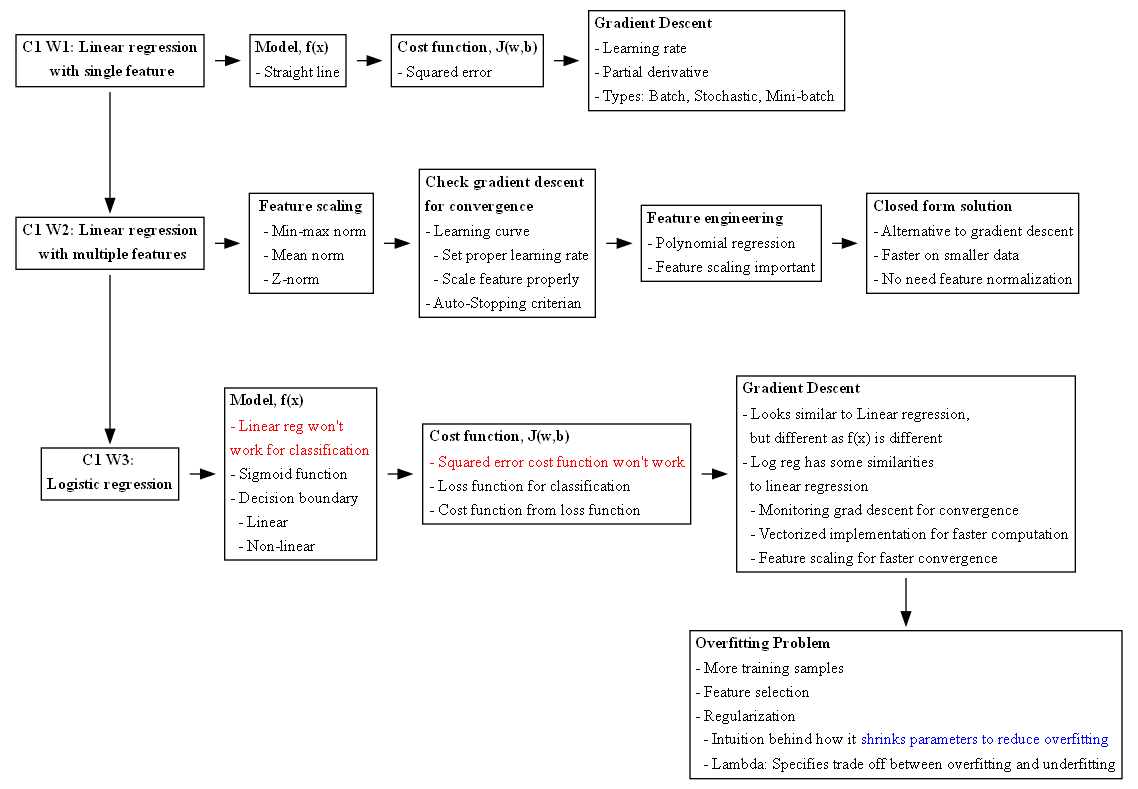 C1 W1: Linear regression
with single feature
Model, f(x)
- Straight line
Cost function, J(w,b)
- Squared error
Gradient Descent
- Learning rate
- Partial derivative
- Types: Batch, Stochastic, Mini-batch
C1 W2: Linear regression
with multiple features
Feature scaling
- Min-max norm
- Mean norm
- Z-norm
Check gradient descent
for convergence
- Learning curve
- Set proper learning rate
- Scale feature properly
- Auto-Stopping criterian
Feature engineering
- Polynomial regression
- Feature scaling important
Closed form solution
- Alternative to gradient descent
- Faster on smaller data
- No need feature normalization
C1 W3:
Logistic regression
Model, f(x)
- Linear reg won't
work for classification
- Sigmoid function
- Decision boundary
- Linear
- Non-linear
Cost function, J(w,b)
- Squared error cost function won't work
- Loss function for classification
- Cost function from loss function
Gradient Descent
- Looks similar to Linear regression,
but different as f(x) is different
- Log reg has some similarities
to linear regression
- Monitoring grad descent for convergence
- Vectorized implementation for faster computation
- Feature scaling for faster convergence
Overfitting Problem
- More training samples
- Feature selection
- Regularization
- Intuition behind how it shrinks parameters to reduce overfitting
- Lambda: Specifies trade off between overfitting and underfitting